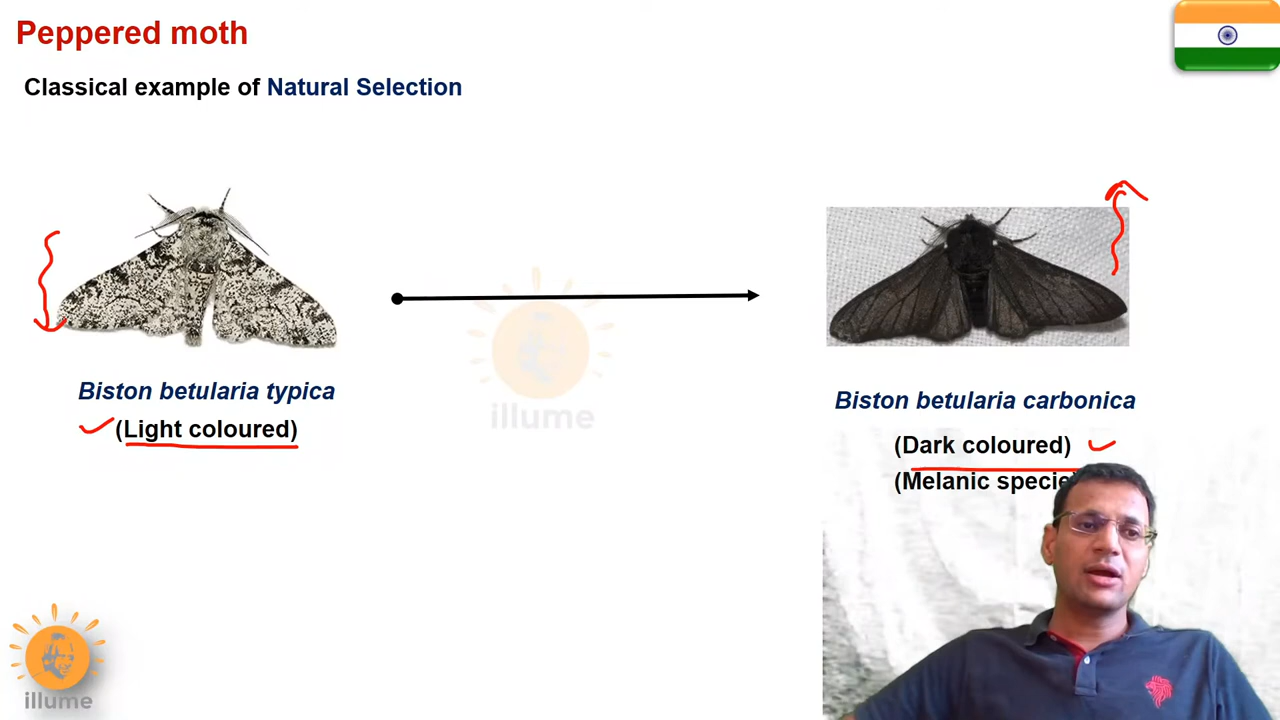 Peppered moth
Classical example of Natural Selection
illume
Biston betularia typica
(Light coloured)
Biston betularia carbonica
(Dark coloured)
(Melanic specie
illume